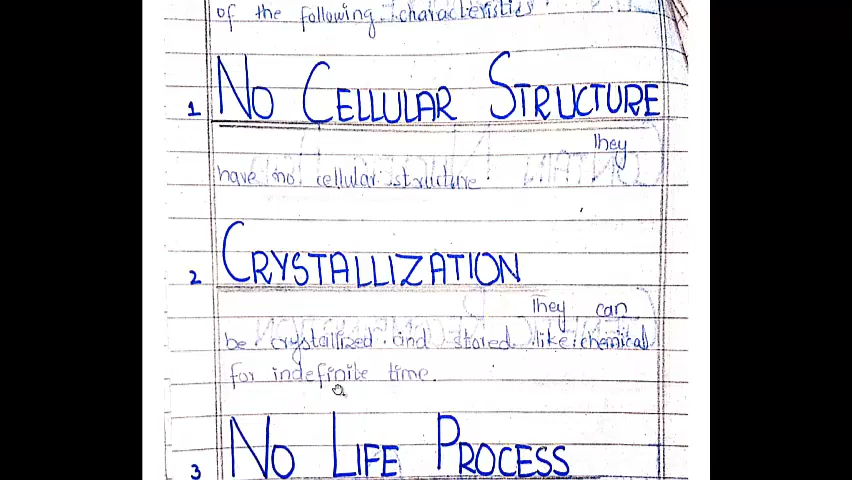 of the following characteristics.
1 NO CELLULAR STRUCTURE
They
have no cellular structure.
2 CRYSTALLIZATION
They can
be crystallized and stored like chemical
for indefinite time.
3 NO LIFE PROCESS